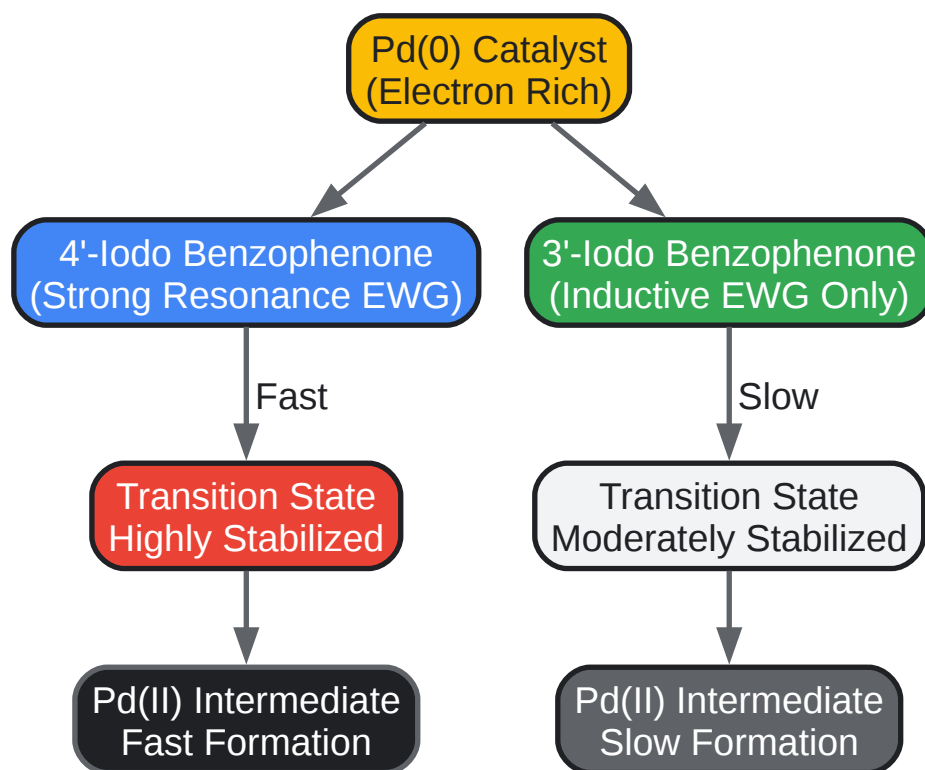 Pd(0) Catalyst
(Electron Rich)
4'-Iodo Benzophenone
(Strong Resonance EWG)
3'-Iodo Benzophenone
(Inductive EWG Only)
Fast
Slow
Transition State
Highly Stabilized
Transition State
Moderately Stabilized
Pd(II) Intermediate
Fast Formation
Pd(II) Intermediate
Slow Formation